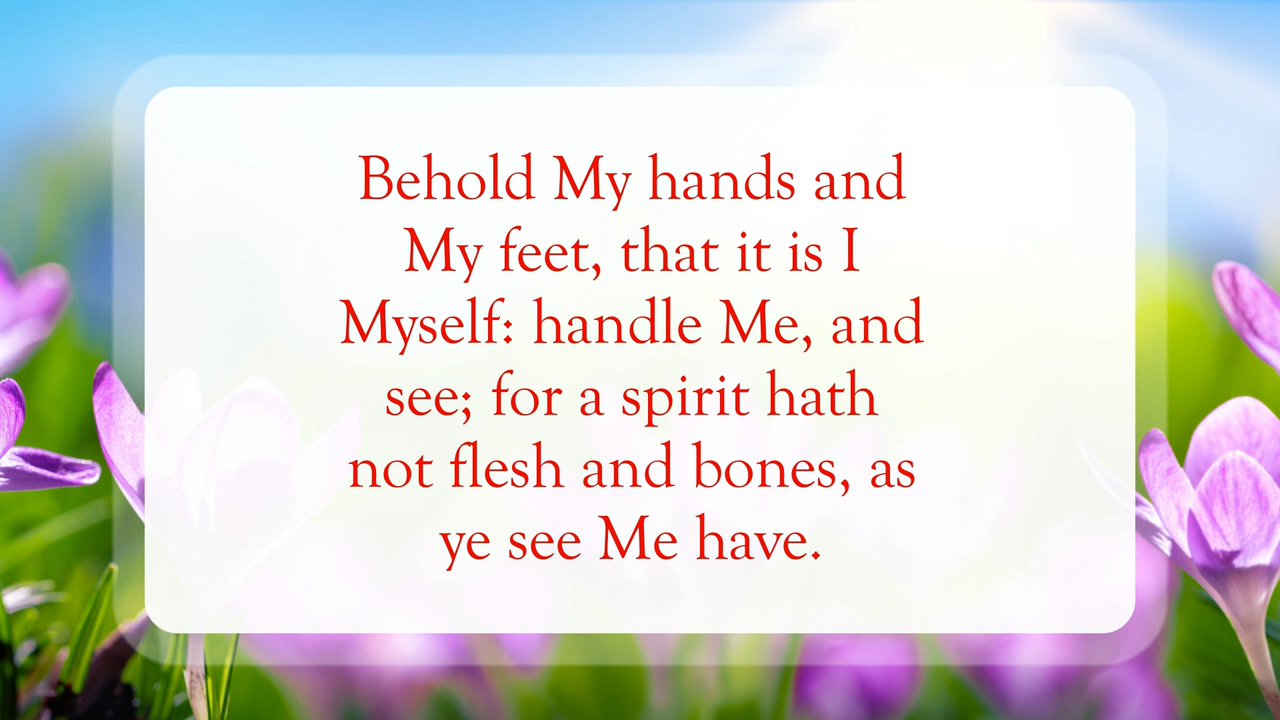 Behold My hands and
My feet, that it is I
Myself: handle Me, and
see; for a spirit hath
not flesh and bones, as
ye see Me have.